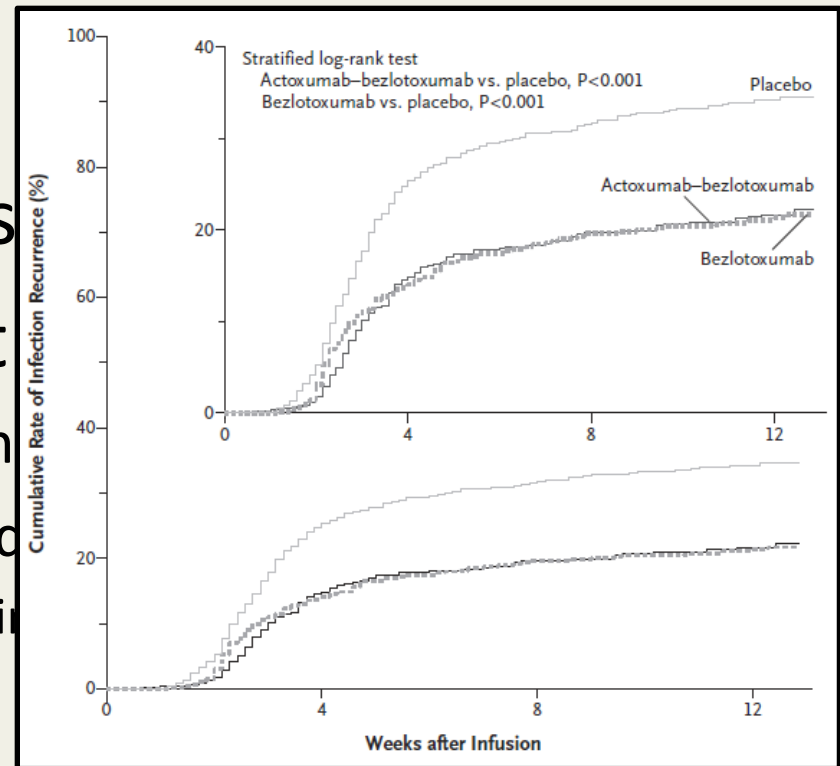 100
80
60
40
20
0
0
4
8
12
Cumulative Rate of Infection Recurrence (%)
Weeks after Infusion
40
20
0
0
4
8
12
Stratified log-rank test
Actoxumab–bezlotoxumab vs. placebo, P<0.001
Bezlotoxumab vs. placebo, P<0.001
Placebo
Actoxumab–bezlotoxumab
Bezlotoxumab
s
t